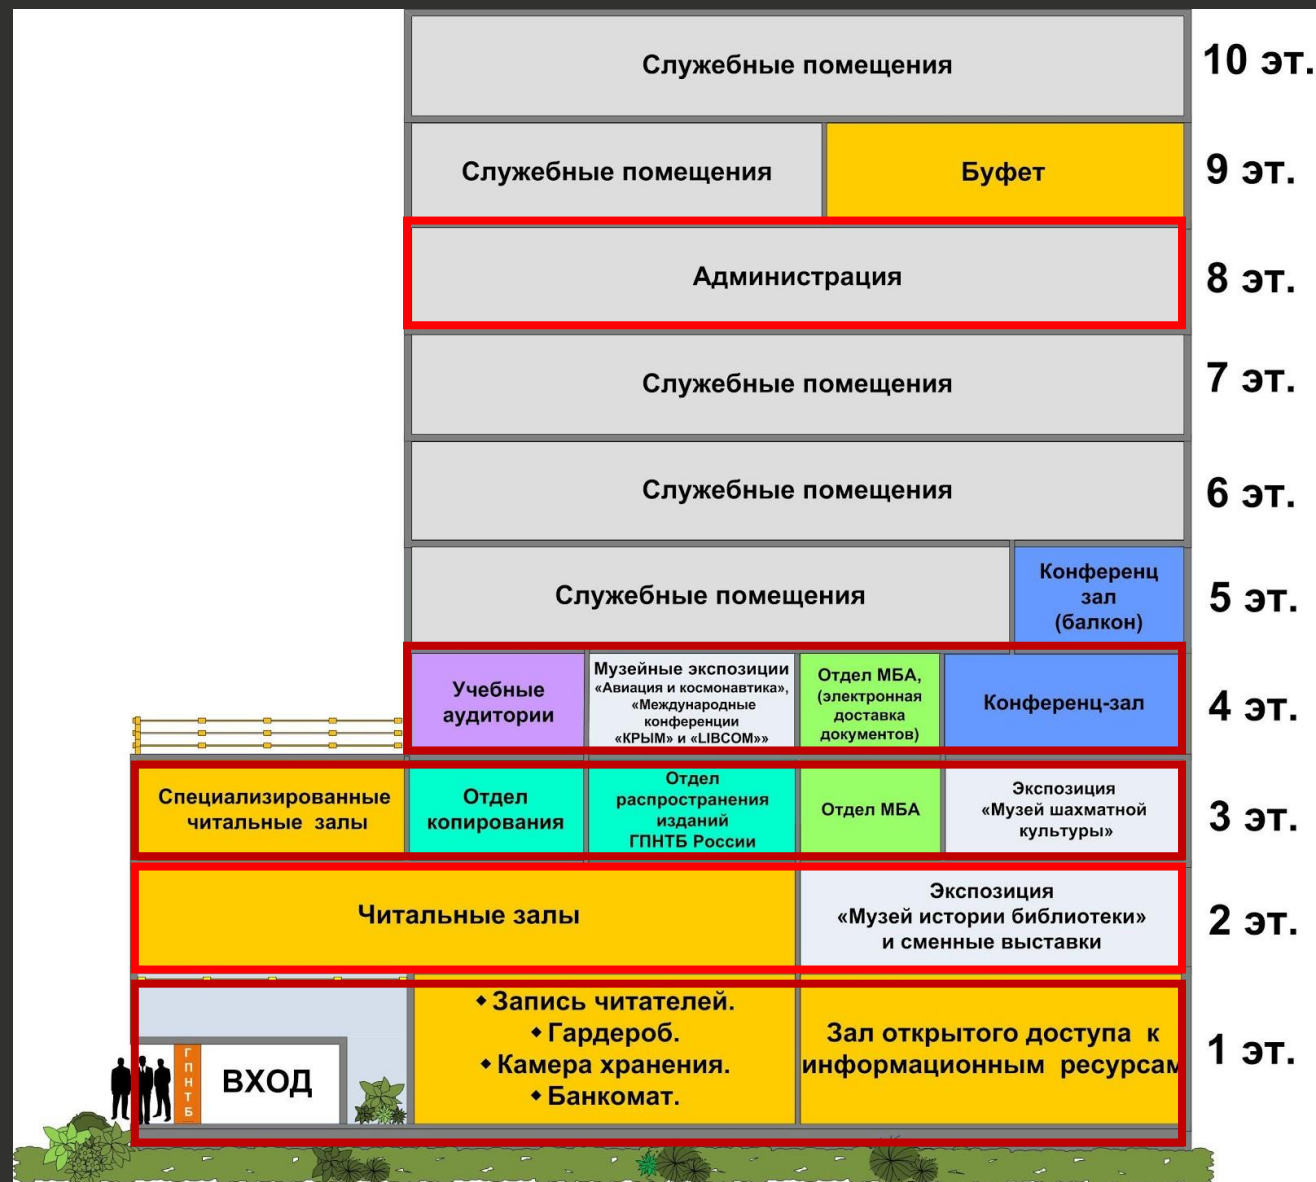 Служебные помещения
10 эт.
Служебные помещения
Буфет
9 эт.
Администрация
8 эт.
Служебные помещения
7 эт.
Служебные помещения
6 эт.
Служебные помещения
Конференц
зал
(балкон)
5 эт.
Учебные
аудитории
Музейные экспозиции
«Авиация и космонавтика»,
«Международные
конференции
«КРЫМ» и «LIBCOM»»
Отдел МБА,
(электронная
доставка
документов)
Конференц-зал
4 эт.
Специализированные
читальные залы
Отдел
копирования
Отдел
распространения
изданий
ГПНТБ России
Отдел МБА
Экспозиция
«Музей шахматной
культуры»
3 эт.
Читальные залы
Экспозиция
«Музей истории библиотеки»
и сменные выставки
2 эт.
ГПНТБ
ВХОД
◆ Запись читателей.
◆ Гардероб.
◆ Камера хранения.
◆ Банкомат.
Зал открытого доступа к
информационным ресурсам
1 эт.